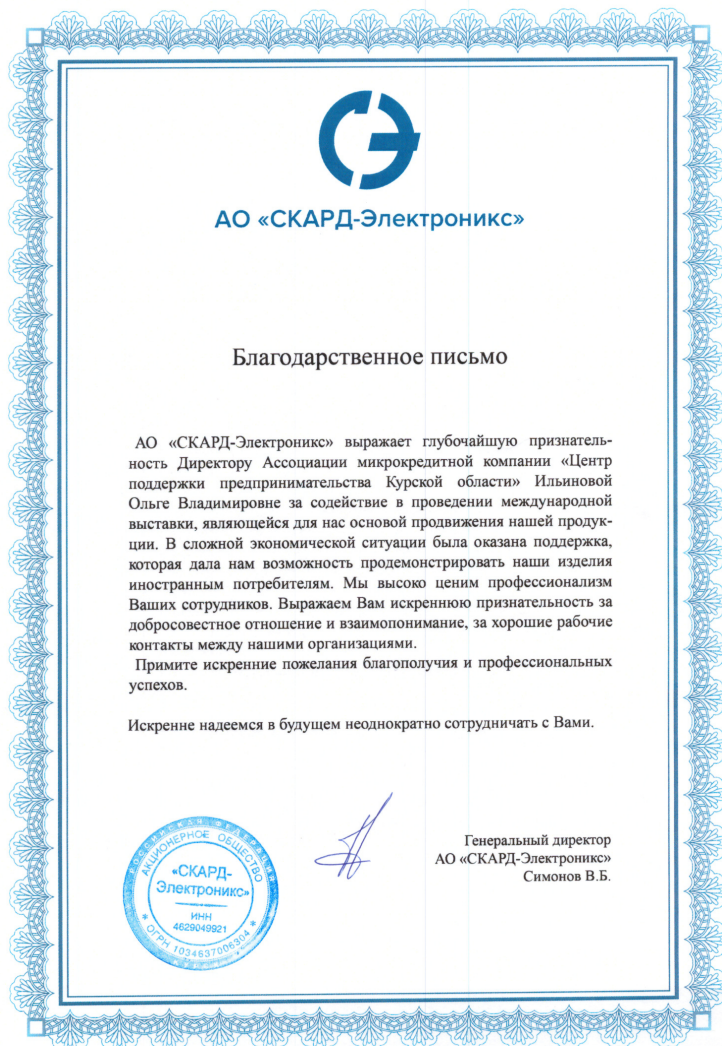 СЭ
АО «СКАРД-Электроникс»
Благодарственное письмо
АО «СКАРД-Электроникс» выражает глубочайшую признатель-
ность Директору Ассоциации микрокредитной компании «Центр
поддержки предпринимательства Курской области» Ильиновой
Ольге Владимировне за содействие в проведении международной
выставки, являющейся для нас основой продвижения нашей продук-
ции. В сложной экономической ситуации была оказана поддержка,
которая дала нам возможность продемонстрировать наши изделия
иностранным потребителям. Мы высоко ценим профессионализм
Ваших сотрудников. Выражаем Вам искреннюю признательность за
добросовестное отношение и взаимопонимание, за хорошие рабочие
контакты между нашими организациями.
Примите искренние пожелания благополучия и профессиональных
успехов.
Искренне надеемся в будущем неоднократно сотрудничать с Вами.
Генеральный директор
АО «СКАРД-Электроникс»
Симонов В.Б.
АКЦИОНЕРНОЕ ОБЩЕСТВО
«СКАРД-
Электроникс»
ИНН
4629049921
* ОГРН 1034637006304 *